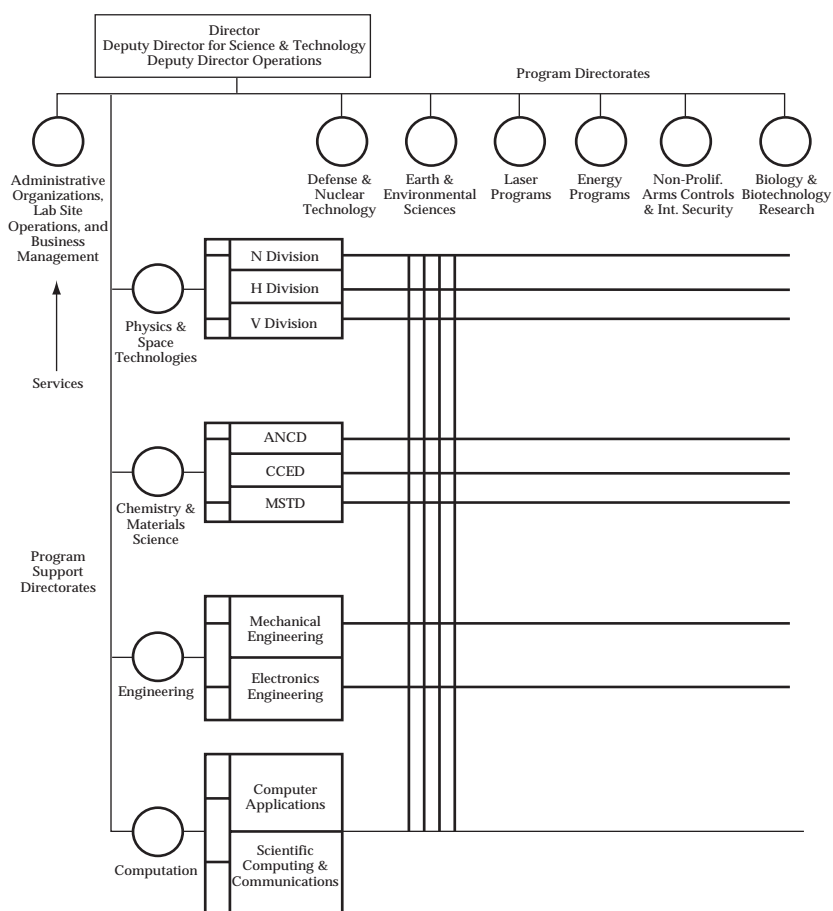 Director
Deputy Director for Science & Technology
Deputy Director Operations
Program Directorates
Administrative
Organizations,
Lab Site
Operations, and
Business
Management
Defense &
Nuclear
Technology
Earth &
Environmental
Sciences
Laser
Programs
Energy
Programs
Non-Prolif.
Arms Controls
& Int. Security
Biology &
Biotechnology
Research
Services
Physics &
Space
Technologies
N Division
H Division
V Division
Chemistry &
Materials
Science
ANCD
CCED
MSTD
Program
Support
Directorates
Engineering
Mechanical
Engineering
Electronics
Engineering
Computation
Computer
Applications
Scientific
Computing &
Communications